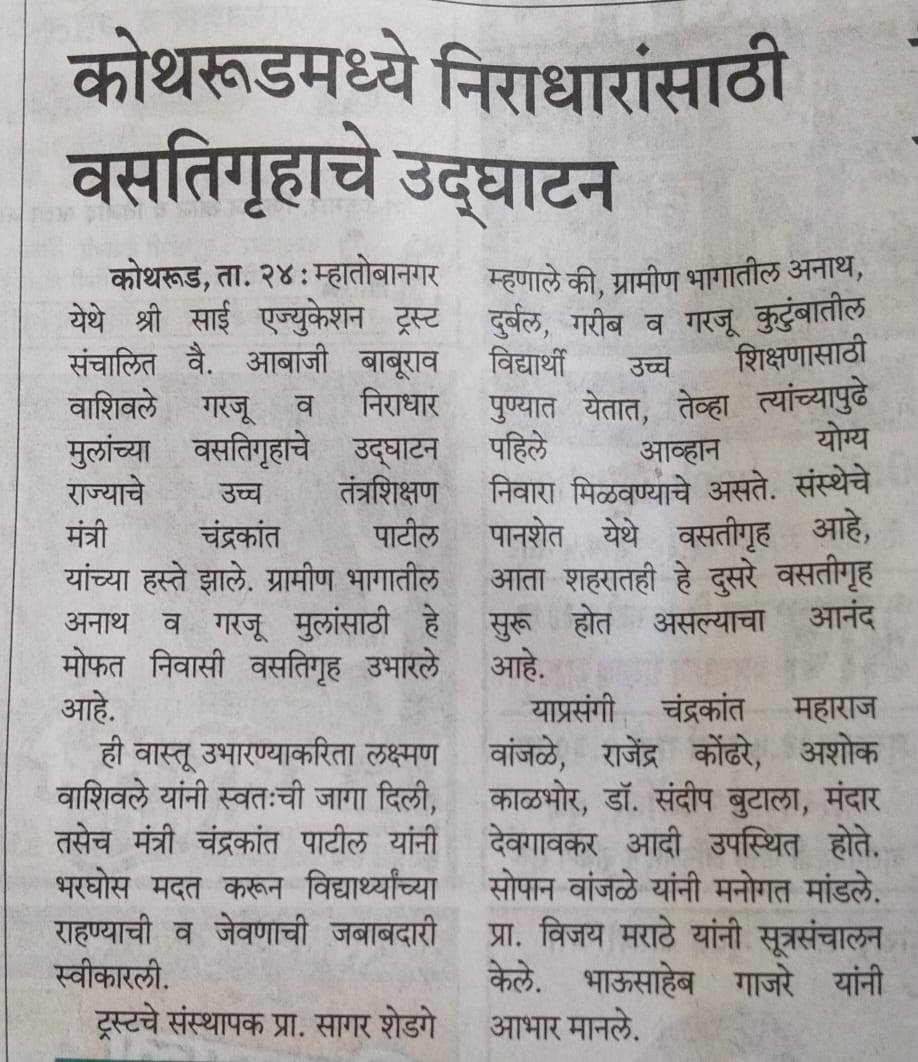 कोथरूडमध्ये निराधारांसाठी
वसतिगृहाचे उद्‌घाटन
कोथरूड, ता. २४ : म्हातोबानगर
येथे श्री साई एज्युकेशन ट्रस्ट
संचालित वै. आबाजी बाबूराव
वाशिवले गरजू व निराधार
मुलांच्या वसतिगृहाचे उद्‌घाटन
राज्याचे उच्च तंत्रशिक्षण
मंत्री चंद्रकांत पाटील
यांच्या हस्ते झाले. ग्रामीण भागातील
अनाथ व गरजू मुलांसाठी हे
मोफत निवासी वसतिगृह उभारले
आहे.
ही वास्तू उभारण्याकरिता लक्ष्मण
वाशिवले यांनी स्वतःची जागा दिली,
तसेच मंत्री चंद्रकांत पाटील यांनी
भरघोस मदत करून विद्यार्थ्यांच्या
राहण्याची व जेवणाची जबाबदारी
स्वीकारली.
ट्रस्टचे संस्थापक प्रा. सागर शेडगे
म्हणाले की, ग्रामीण भागातील अनाथ,
दुर्बल, गरीब व गरजू कुटुंबातील
विद्यार्थी उच्च शिक्षणासाठी
पुण्यात येतात, तेव्हा त्यांच्यापुढे
पहिले आव्हान योग्य
निवारा मिळवण्याचे असते. संस्थेचे
पानशेत येथे वसतीगृह आहे,
आता शहरातही हे दुसरे वसतीगृह
सुरू होत असल्याचा आनंद
आहे.
याप्रसंगी चंद्रकांत महाराज
वांजळे, राजेंद्र कोंढरे, अशोक
काळभोर, डॉ. संदीप बुटाला, मंदार
देवगावकर आदी उपस्थित होते.
सोपान वांजळे यांनी मनोगत मांडले.
प्रा. विजय मराठे यांनी सूत्रसंचालन
केले. भाऊसाहेब गाजरे यांनी
आभार मानले.